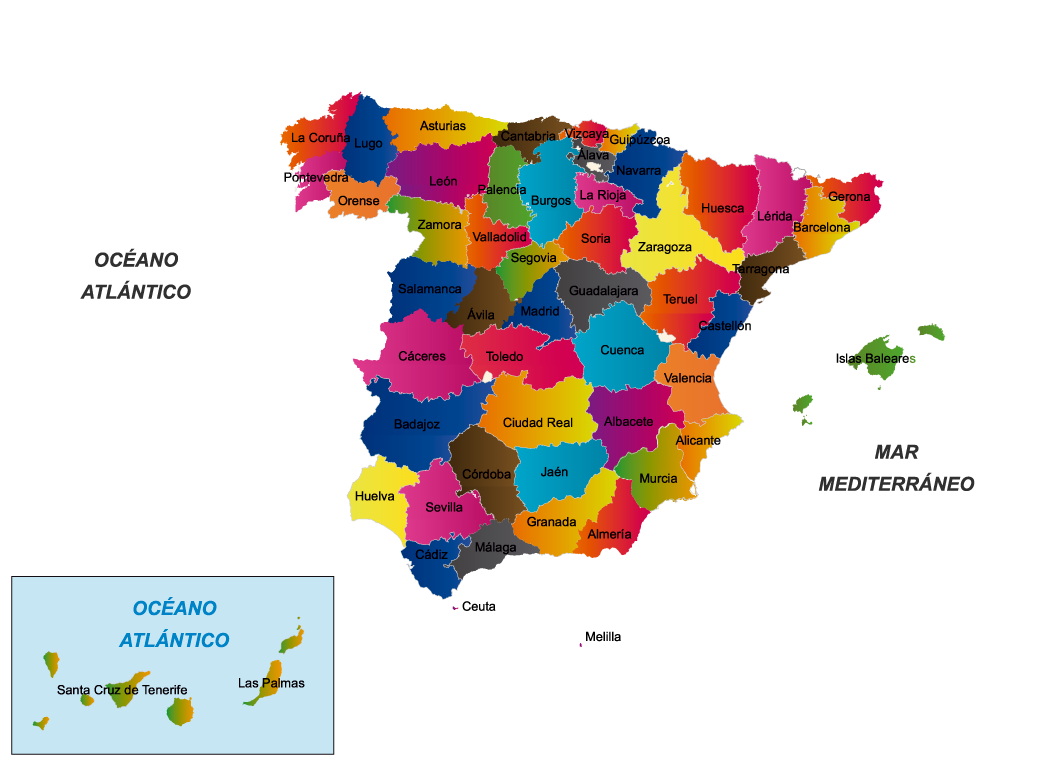 La Coruña
Lugo
Asturias
Cantabria
Vizcaya
Guipúzcoa
Álava
Navarra
Pontevedra
Orense
León
Palencia
Burgos
La Rioja
Huesca
Lérida
Gerona
Barcelona
Zamora
Valladolid
Soria
Zaragoza
Segovia
Tarragona
OCÉANO
ATLÁNTICO
Salamanca
Ávila
Madrid
Guadalajara
Teruel
Castellón
Cáceres
Toledo
Cuenca
Valencia
Islas Baleares
Badajoz
Ciudad Real
Albacete
Alicante
MAR
MEDITERRÁNEO
Huelva
Sevilla
Córdoba
Jaén
Murcia
Granada
Almería
Cádiz
Málaga
Ceuta
Melilla
OCÉANO
ATLÁNTICO
Santa Cruz de Tenerife
Las Palmas